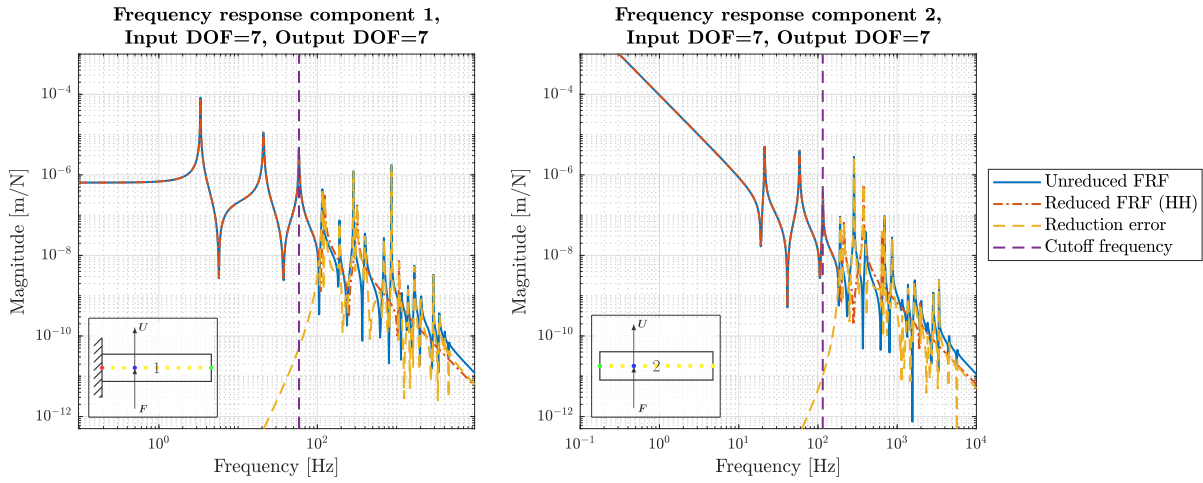 Frequency response component 1,
Input DOF=7, Output DOF=7
Magnitude [m/N]
10^-4
10^-6
10^-8
10^-10
10^-12
U
1
F
10^0
10^2
Frequency [Hz]
Frequency response component 2,
Input DOF=7, Output DOF=7
Magnitude [m/N]
10^-4
10^-6
10^-8
10^-10
10^-12
U
2
F
10^-1
10^0
10^1
10^2
10^3
10^4
Frequency [Hz]
Unreduced FRF
Reduced FRF (HH)
Reduction error
Cutoff frequency